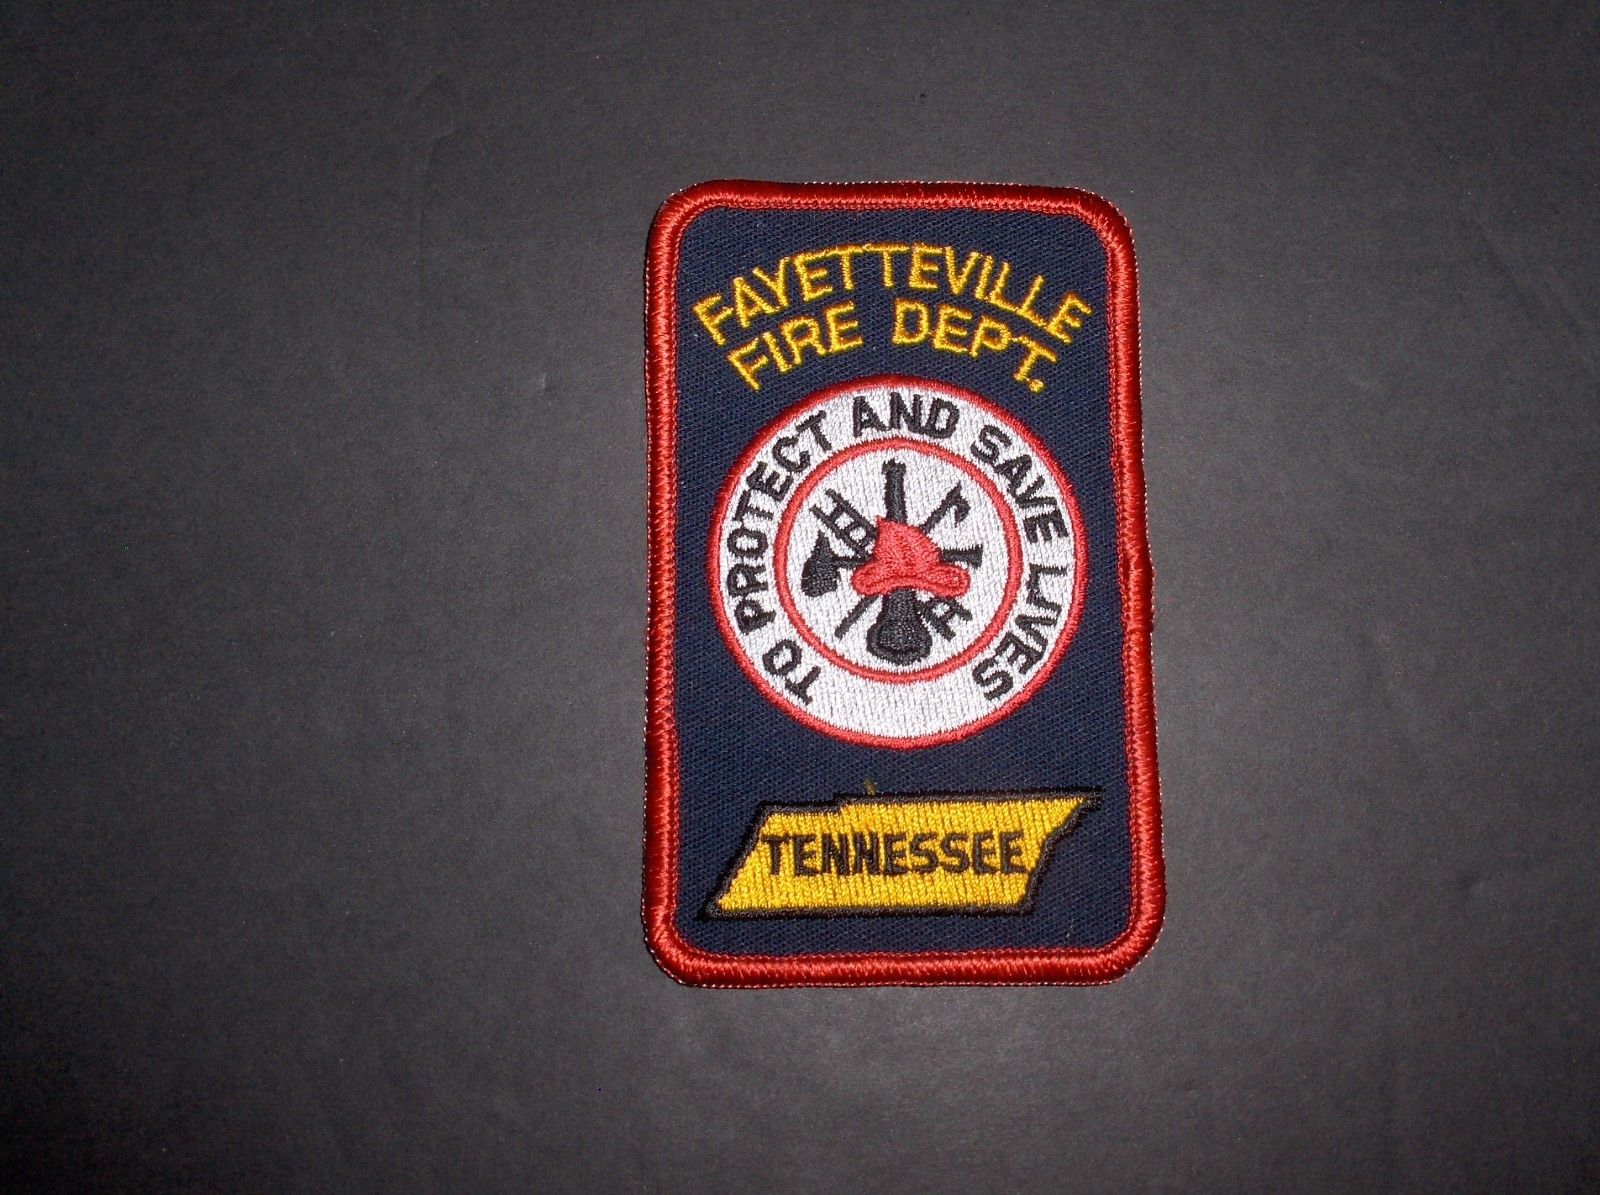 FAYETTEVILLE
FIRE DEPT.
TO PROTECT AND SAVE LIVES
TENNESSEE